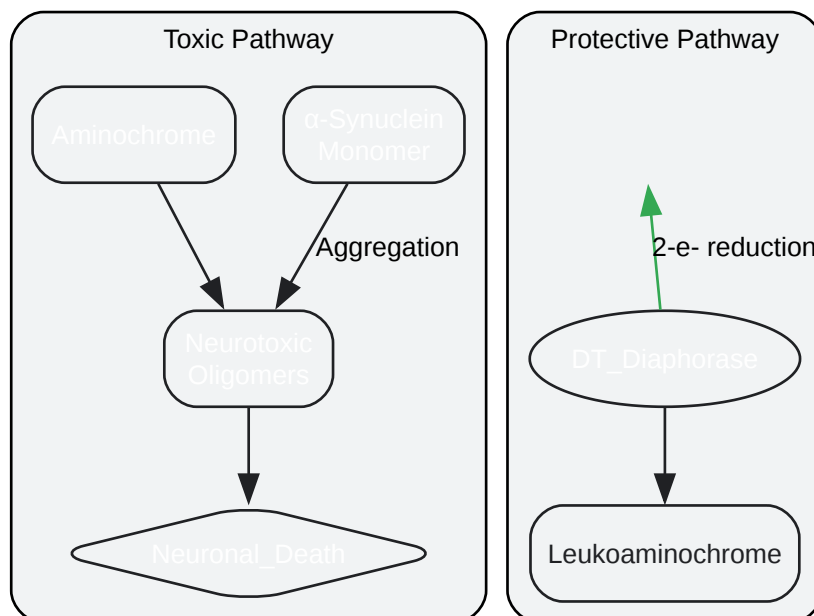 Toxic Pathway
Aminochrome
α-Synuclein
Monomer
Aggregation
Neurotoxic
Oligomers
Neuronal_Death
Protective Pathway
2-e- reduction
DT_Diaphorase
Leukoaminochrome